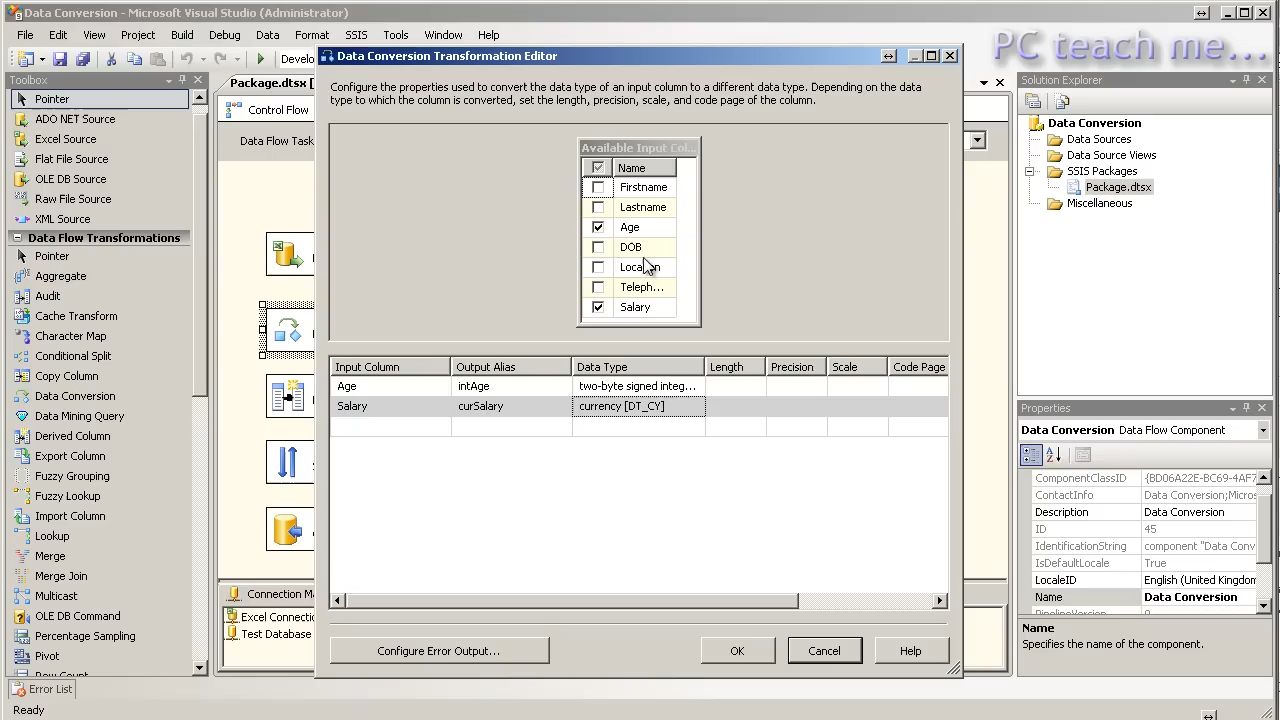 Data Conversion - Microsoft Visual Studio (Administrator)
File Edit View Project Build Debug Data Format SSIS Tools Window Help
PC teach me...
Develo
Toolbox
Pointer
ADO NET Source
Excel Source
Flat File Source
OLE DB Source
Raw File Source
XML Source
Data Flow Transformations
Pointer
Aggregate
Audit
Cache Transform
Character Map
Conditional Split
Copy Column
Data Conversion
Data Mining Query
Derived Column
Export Column
Fuzzy Grouping
Fuzzy Lookup
Import Column
Lookup
Merge
Merge Join
Multicast
OLE DB Command
Percentage Sampling
Pivot
Error List
Ready
Package.dtsx [
Control Flow
Data Flow Task
Connection Ma
Excel Connectio
Test Database
Data Conversion Transformation Editor
Configure the properties used to convert the data type of an input column to a different data type. Depending on the data
type to which the column is converted, set the length, precision, scale, and code page of the column.
Available Input Col...
Name
Firstname
Lastname
Age
DOB
Teleph...
Salary
Input Column Output Alias Data Type Length Precision Scale Code Page
Age intAge two-byte signed integ...
Salary curSalary currency [DT_CY]
Configure Error Output... OK Cancel Help
Solution Explorer
Data Conversion
Data Sources
Data Source Views
SSIS Packages
Package.dtsx
Miscellaneous
Properties
Data Conversion Data Flow Component
ComponentClassID {BD06A22E-BC69-4AF7
ContactInfo Data Conversion;Micros
Description Data Conversion
ID 45
IdentificationString component "Data Conv
IsDefaultLocale True
LocaleID English (United Kingdom
Name Data Conversion
Name
Specifies the name of the component.